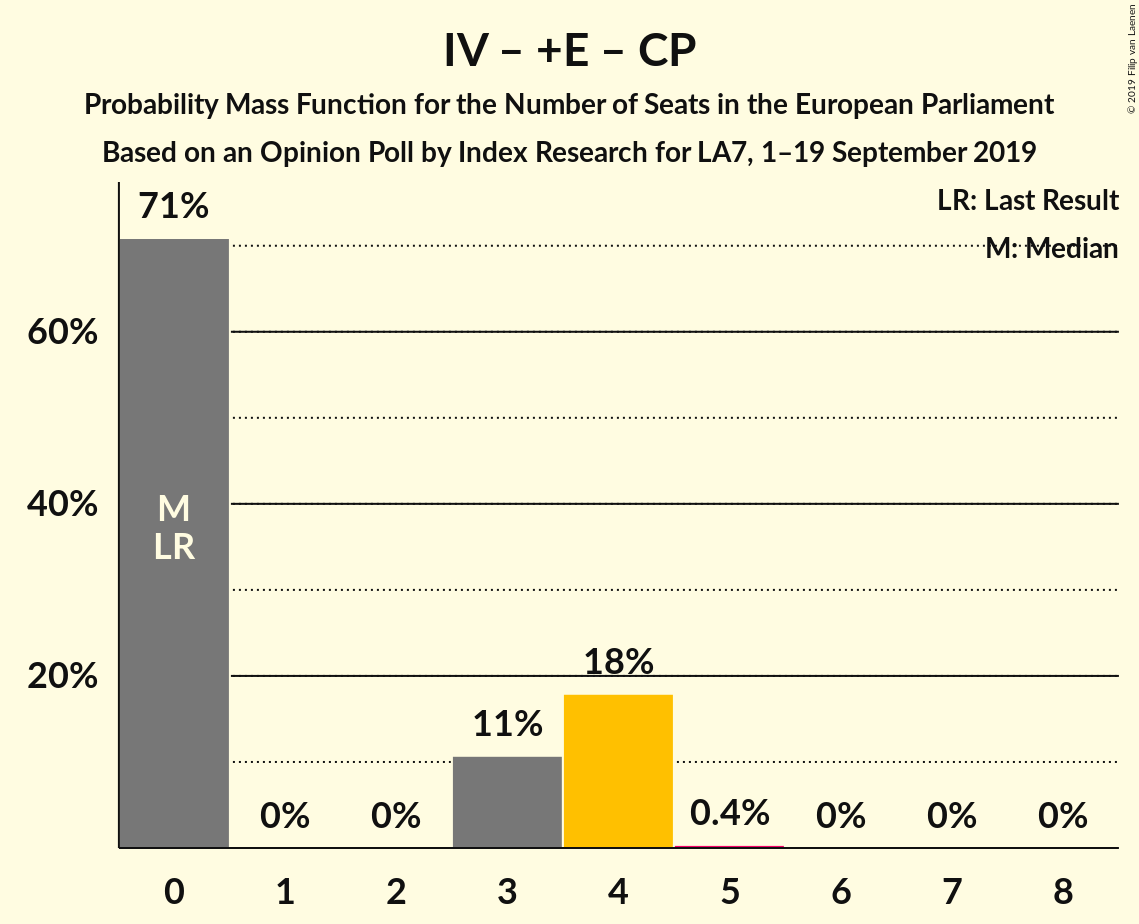 IV – +E – CP
Probability Mass Function for the Number of Seats in the European Parliament
Based on an Opinion Poll by Index Research for LA7, 1–19 September 2019
© 2019 Filip van Laenen
LR: Last Result
M: Median
71%
60%
40%
20%
M
LR
0%
0%
11%
18%
0.4%
0%
0%
0%
0
1
2
3
4
5
6
7
8